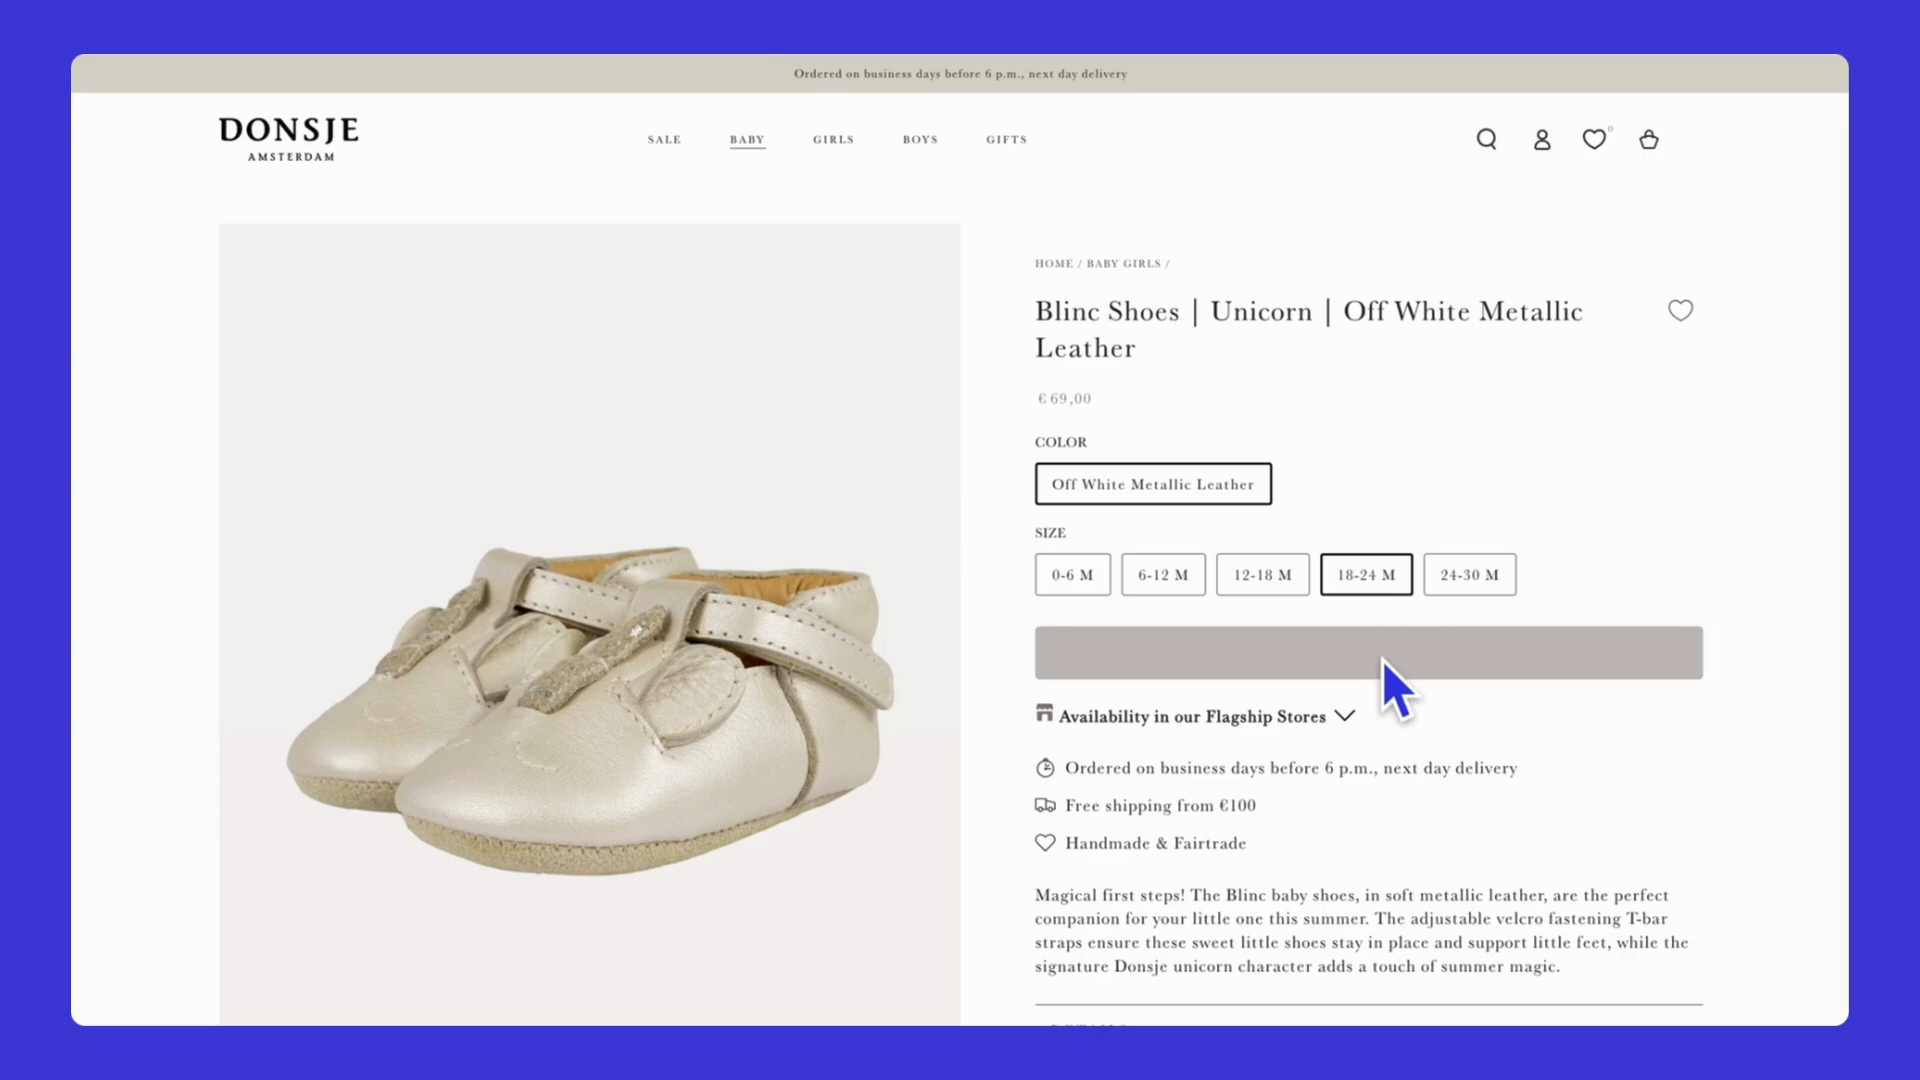 Ordered on business days before 6 p.m., next day delivery
DONSJE
AMSTERDAM
SALE
BABY
GIRLS
BOYS
GIFTS
0
HOME / BABY GIRLS /
Blinc Shoes | Unicorn | Off White Metallic
Leather
€ 69,00
COLOR
Off White Metallic Leather
SIZE
0-6 M
6-12 M
12-18 M
18-24 M
24-30 M
Availability in our Flagship Stores
Ordered on business days before 6 p.m., next day delivery
Free shipping from €100
Handmade & Fairtrade
Magical first steps! The Blinc baby shoes, in soft metallic leather, are the perfect
companion for your little one this summer. The adjustable velcro fastening T-bar
straps ensure these sweet little shoes stay in place and support little feet, while the
signature Donsje unicorn character adds a touch of summer magic.